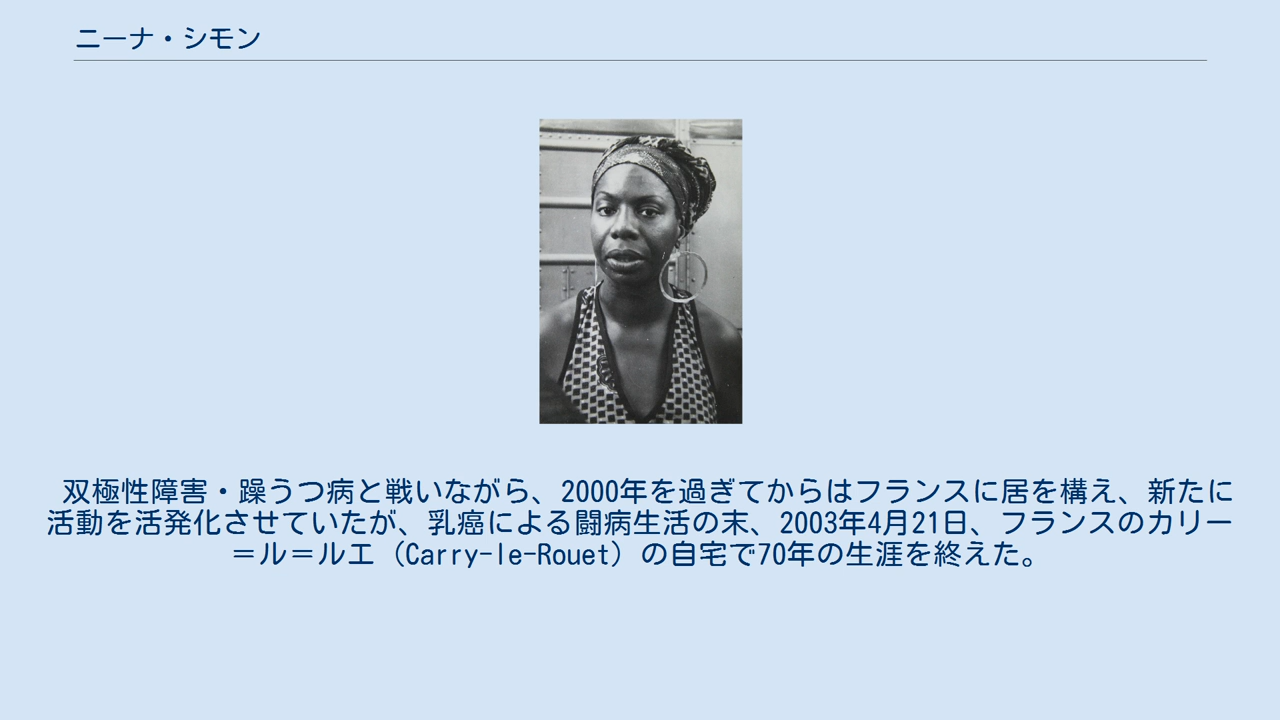 ニーナ・シモン
双極性障害・躁うつ病と戦いながら、2000年を過ぎてからはフランスに居を構え、新たに
活動を活発化させていたが、乳癌による闘病生活の末、2003年4月21日、フランスのカリー
＝ル＝ルエ（Carry-le-Rouet）の自宅で70年の生涯を終えた。